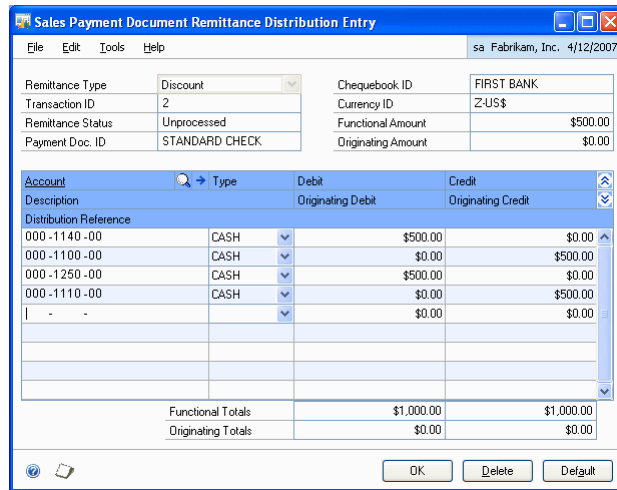 Sales Payment Document Remittance Distribution Entry
File Edit Tools Help sa Fabrikam, Inc. 4/12/2007
Remittance Type Discount Chequebook ID FIRST BANK
Transaction ID 2 Currency ID Z-US$
Remittance Status Unprocessed Functional Amount $500.00
Payment Doc. ID STANDARD CHECK Originating Amount $0.00
Account Type Debit Credit
Description Originating Debit Originating Credit
Distribution Reference
000 -1140 -00 CASH $500.00 $0.00
000 -1100 -00 CASH $0.00 $500.00
000 -1250 -00 CASH $500.00 $0.00
000 -1110 -00 CASH $0.00 $500.00
- - $0.00 $0.00
Functional Totals $1,000.00 $1,000.00
Originating Totals $0.00 $0.00
OK Delete Default